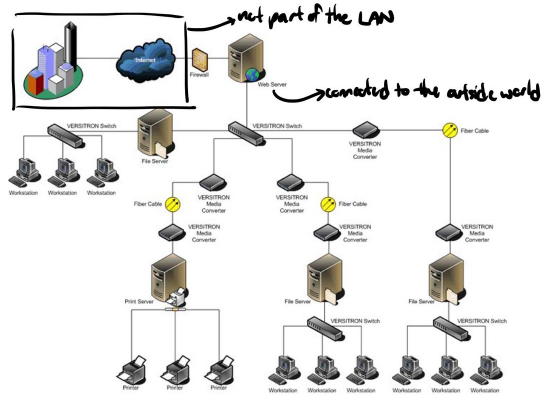 not part of the LAN
Internet
Firewall
Web Server
connected to the outside world
VERSITRON Switch
VERSITRON Switch
File Server
VERSITRON
Media
Converter
Fiber Cable
Workstation Workstation Workstation
Fiber Cable
VERSITRON
Media
Converter
VERSITRON
Media
Converter
Fiber Cable
VERSITRON
Media
Converter
VERSITRON
Media
Converter
VERSITRON
Media
Converter
Print Server
File Server
File Server
VERSITRON Switch
VERSITRON Switch
Printer Printer Printer
Workstation Workstation Workstation
Workstation Workstation Workstation